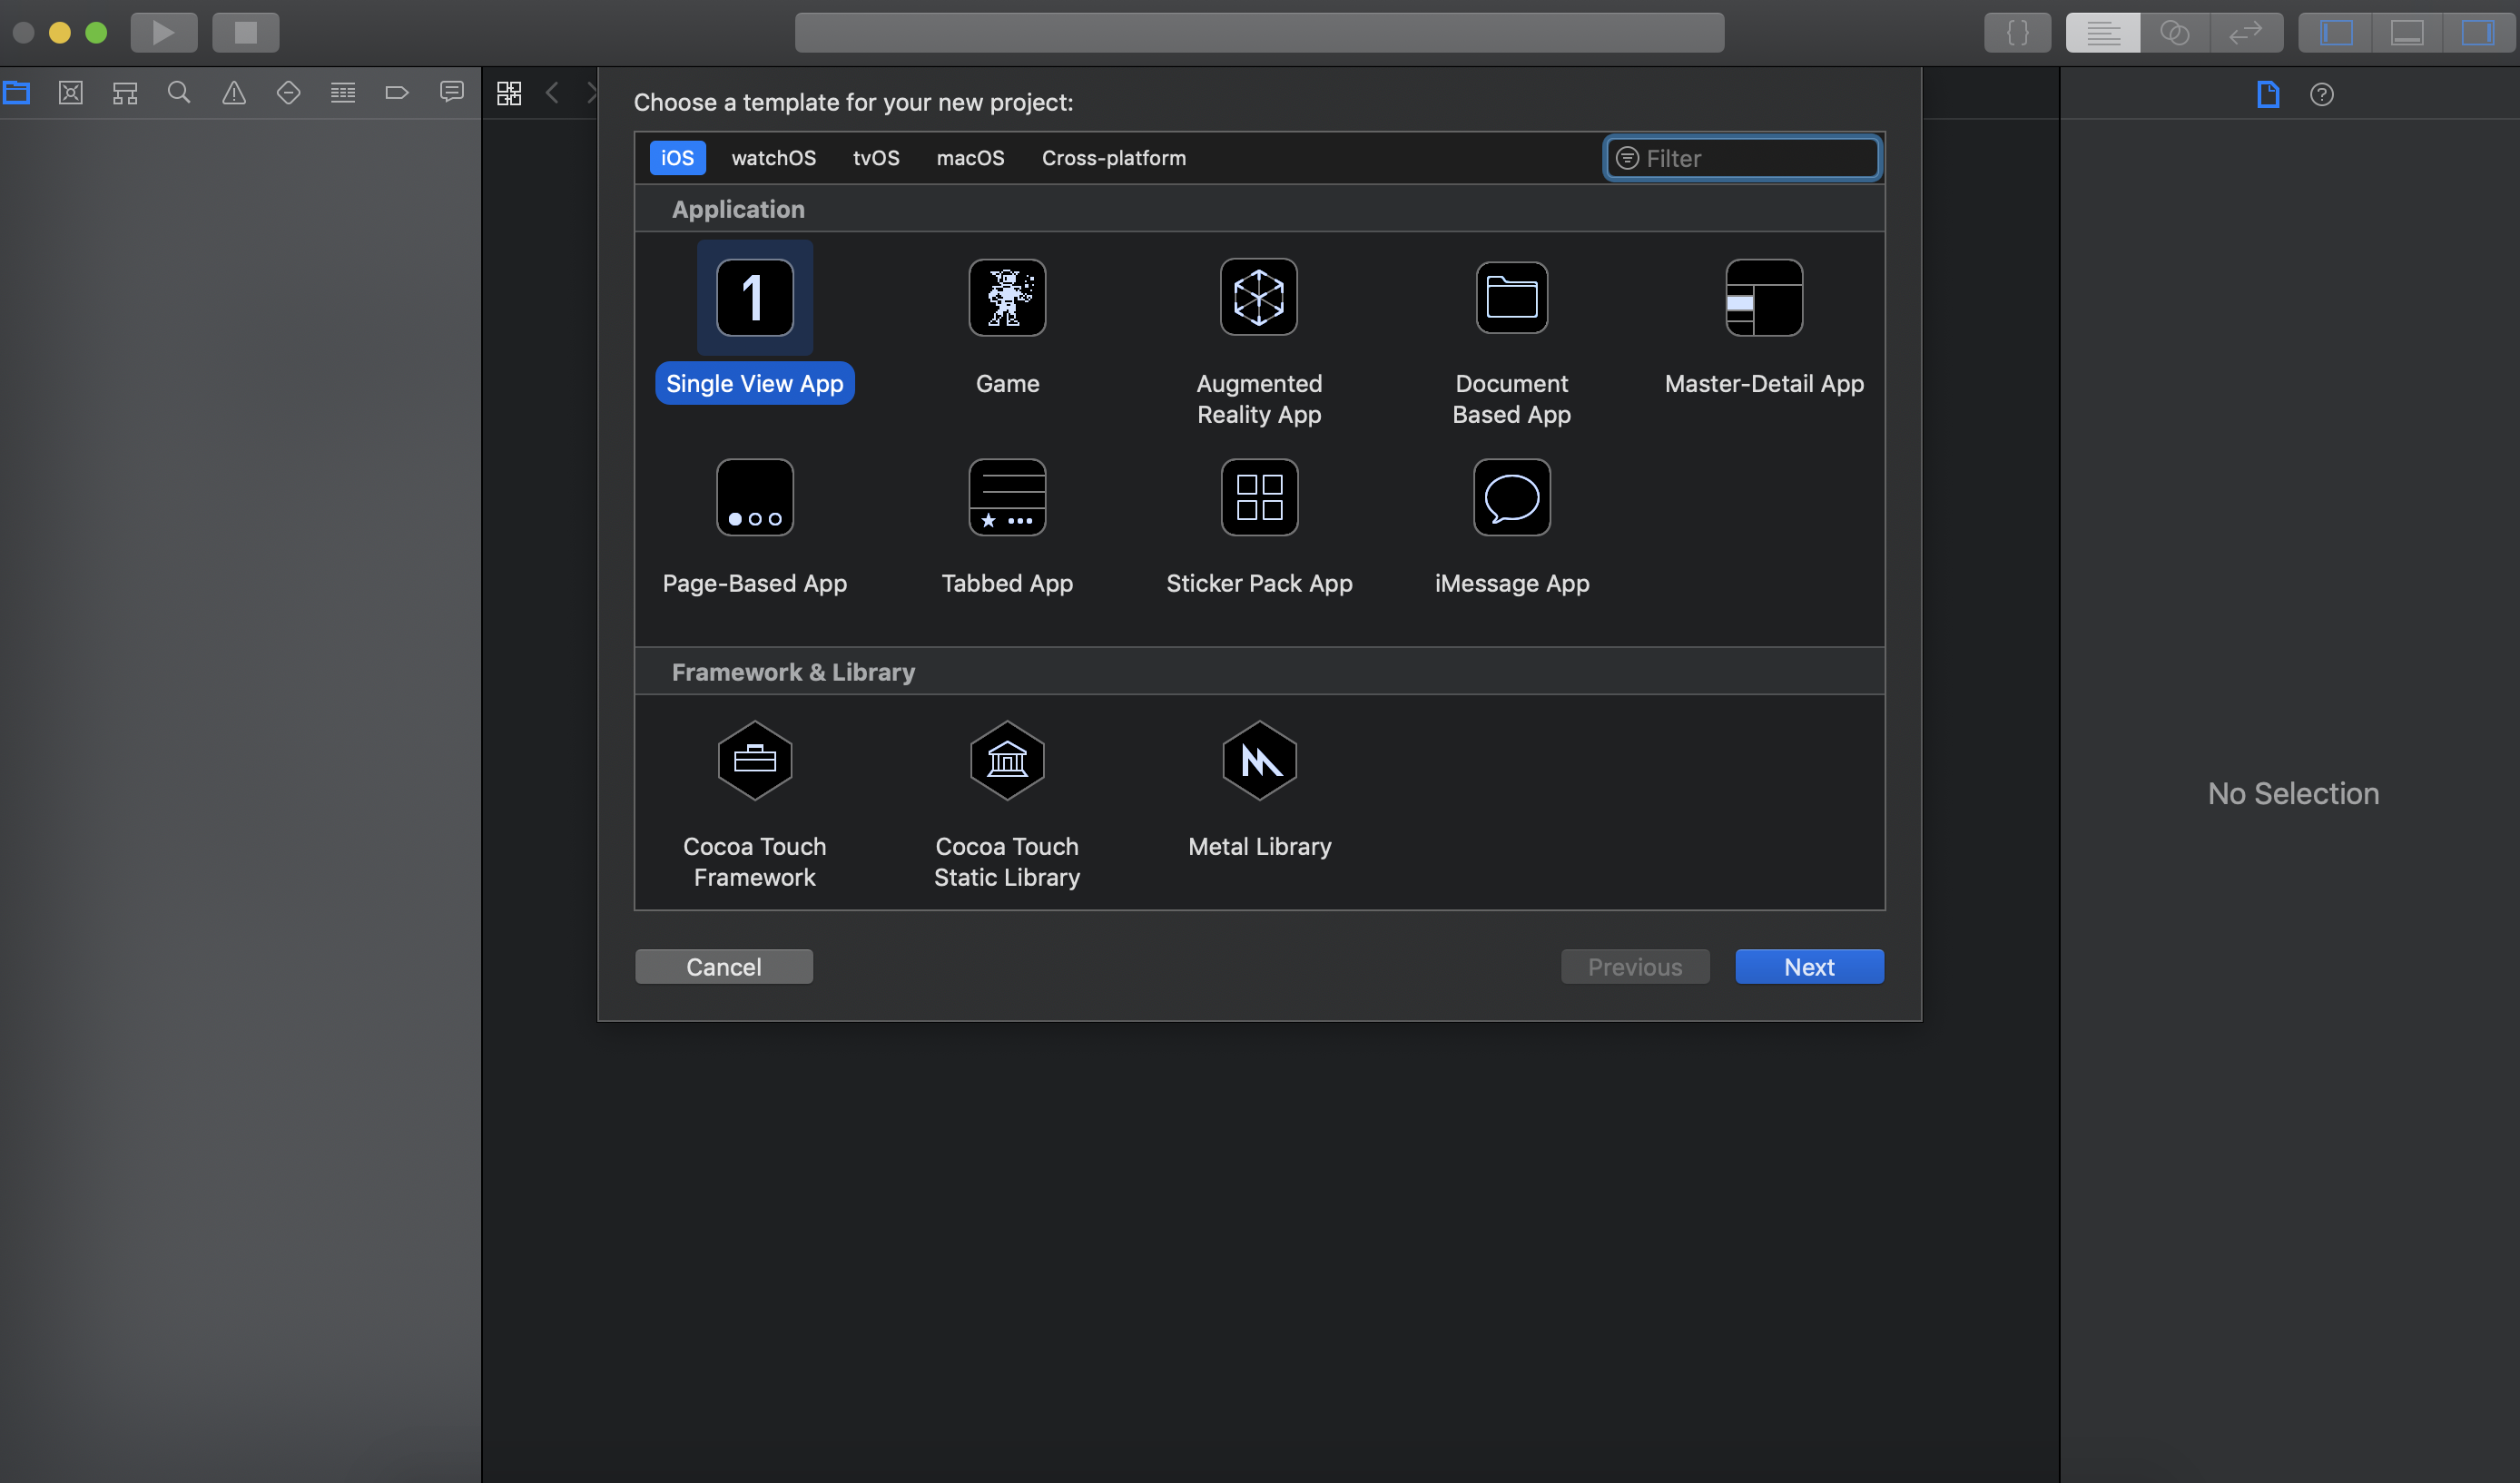 Choose a template for your new project:
iOS watchOS tvOS macOS Cross-platform Filter
Application
1
Single View App Game Augmented Reality App Document Based App Master-Detail App
Page-Based App Tabbed App Sticker Pack App iMessage App
Framework & Library
Cocoa Touch Framework Cocoa Touch Static Library Metal Library
No Selection
Cancel Previous Next